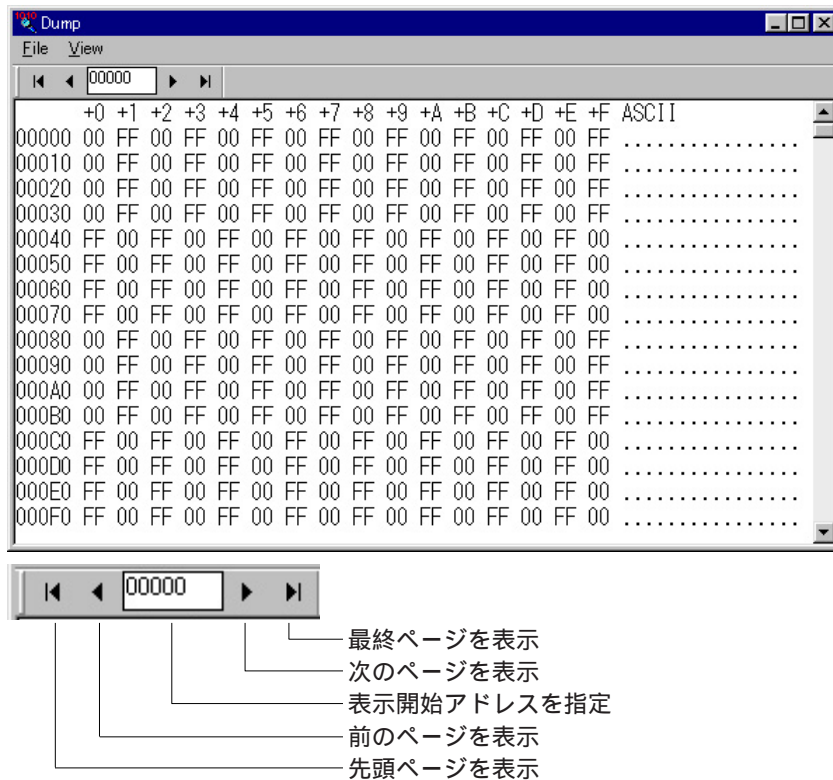 Dump
File View
00000
+0 +1 +2 +3 +4 +5 +6 +7 +8 +9 +A +B +C +D +E +F ASCII
00000 00 FF 00 FF 00 FF 00 FF 00 FF 00 FF 00 FF 00 FF ................
00010 00 FF 00 FF 00 FF 00 FF 00 FF 00 FF 00 FF 00 FF ................
00020 00 FF 00 FF 00 FF 00 FF 00 FF 00 FF 00 FF 00 FF ................
00030 00 FF 00 FF 00 FF 00 FF 00 FF 00 FF 00 FF 00 FF ................
00040 FF 00 FF 00 FF 00 FF 00 FF 00 FF 00 FF 00 FF 00 ................
00050 FF 00 FF 00 FF 00 FF 00 FF 00 FF 00 FF 00 FF 00 ................
00060 FF 00 FF 00 FF 00 FF 00 FF 00 FF 00 FF 00 FF 00 ................
00070 FF 00 FF 00 FF 00 FF 00 FF 00 FF 00 FF 00 FF 00 ................
00080 00 FF 00 FF 00 FF 00 FF 00 FF 00 FF 00 FF 00 FF ................
00090 00 FF 00 FF 00 FF 00 FF 00 FF 00 FF 00 FF 00 FF ................
000A0 00 FF 00 FF 00 FF 00 FF 00 FF 00 FF 00 FF 00 FF ................
000B0 00 FF 00 FF 00 FF 00 FF 00 FF 00 FF 00 FF 00 FF ................
000C0 FF 00 FF 00 FF 00 FF 00 FF 00 FF 00 FF 00 FF 00 ................
000D0 FF 00 FF 00 FF 00 FF 00 FF 00 FF 00 FF 00 FF 00 ................
000E0 FF 00 FF 00 FF 00 FF 00 FF 00 FF 00 FF 00 FF 00 ................
000F0 FF 00 FF 00 FF 00 FF 00 FF 00 FF 00 FF 00 FF 00 ................
00000
最終ページを表示
次のページを表示
表示開始アドレスを指定
前のページを表示
先頭ページを表示